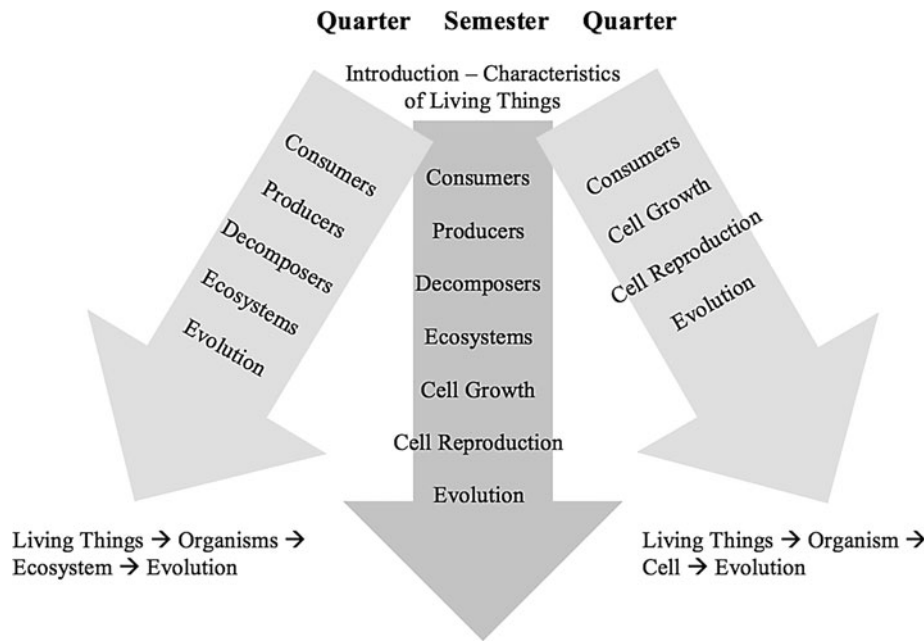 Quarter Semester Quarter
Introduction – Characteristics
of Living Things
Consumers
Producers
Decomposers
Ecosystems
Evolution
Consumers
Producers
Decomposers
Ecosystems
Cell Growth
Cell Reproduction
Evolution
Consumers
Cell Growth
Cell Reproduction
Evolution
Living Things → Organisms →
Ecosystem → Evolution
Living Things → Organism →
Cell → Evolution